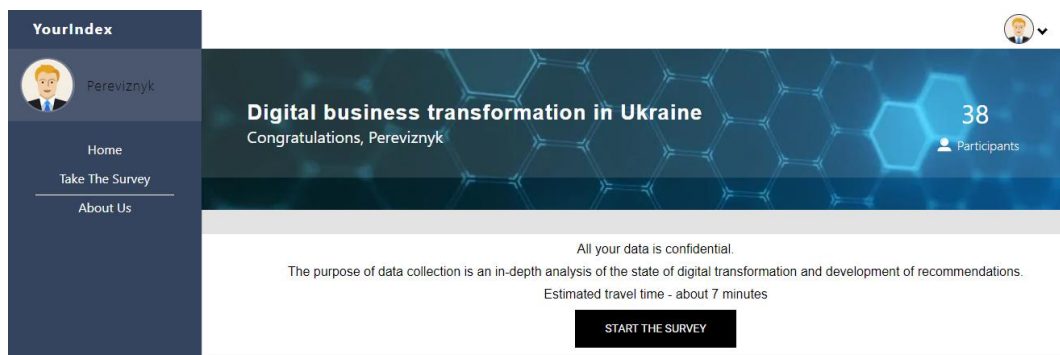 YourIndex
Pereviznyk
Home
Take The Survey
About Us
Digital business transformation in Ukraine
Congratulations, Pereviznyk
38
Participants
All your data is confidential.
The purpose of data collection is an in-depth analysis of the state of digital transformation and development of recommendations.
Estimated travel time - about 7 minutes
START THE SURVEY